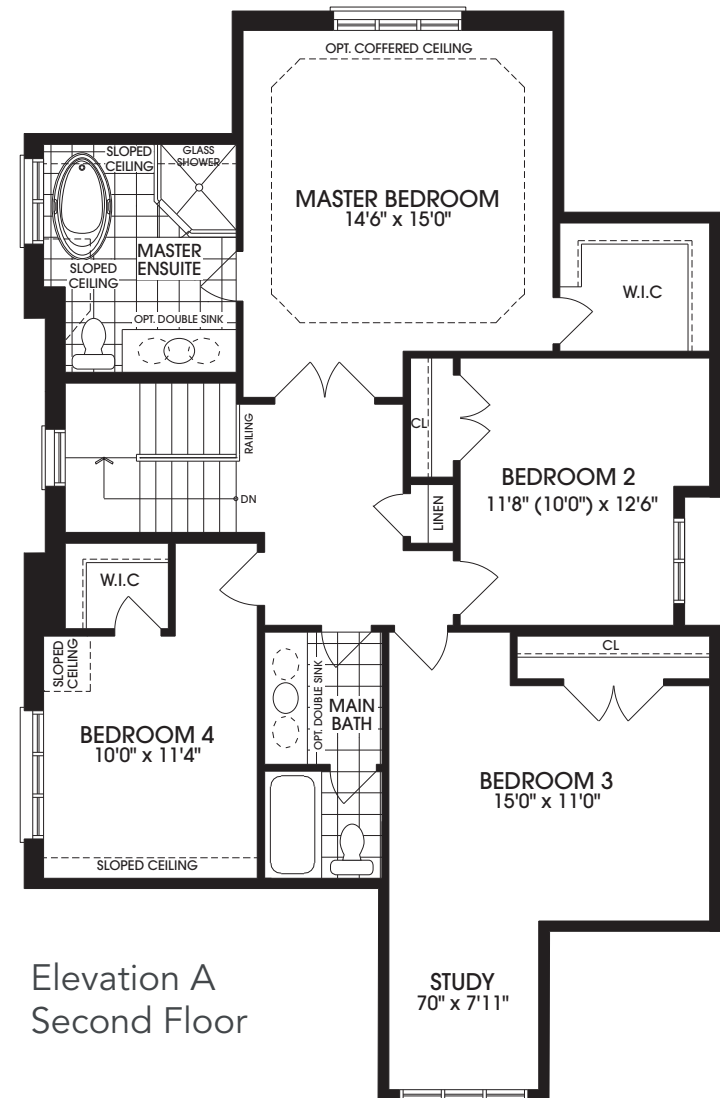 OPT. COFFERED CEILING
SLOPED
CEILING
GLASS
SHOWER
MASTER BEDROOM
14'6" x 15'0"
MASTER
ENSUITE
SLOPED
CEILING
W.I.C
OPT. DOUBLE SINK
CL
RAILING
BEDROOM 2
11'8" (10'0") x 12'6"
DN
LINEN
W.I.C
SLOPED
CEILING
CL
OPT. DOUBLE SINK
MAIN
BATH
BEDROOM 4
10'0" x 11'4"
BEDROOM 3
15'0" x 11'0"
SLOPED CEILING
STUDY
70" x 7'11"
Elevation A
Second Floor